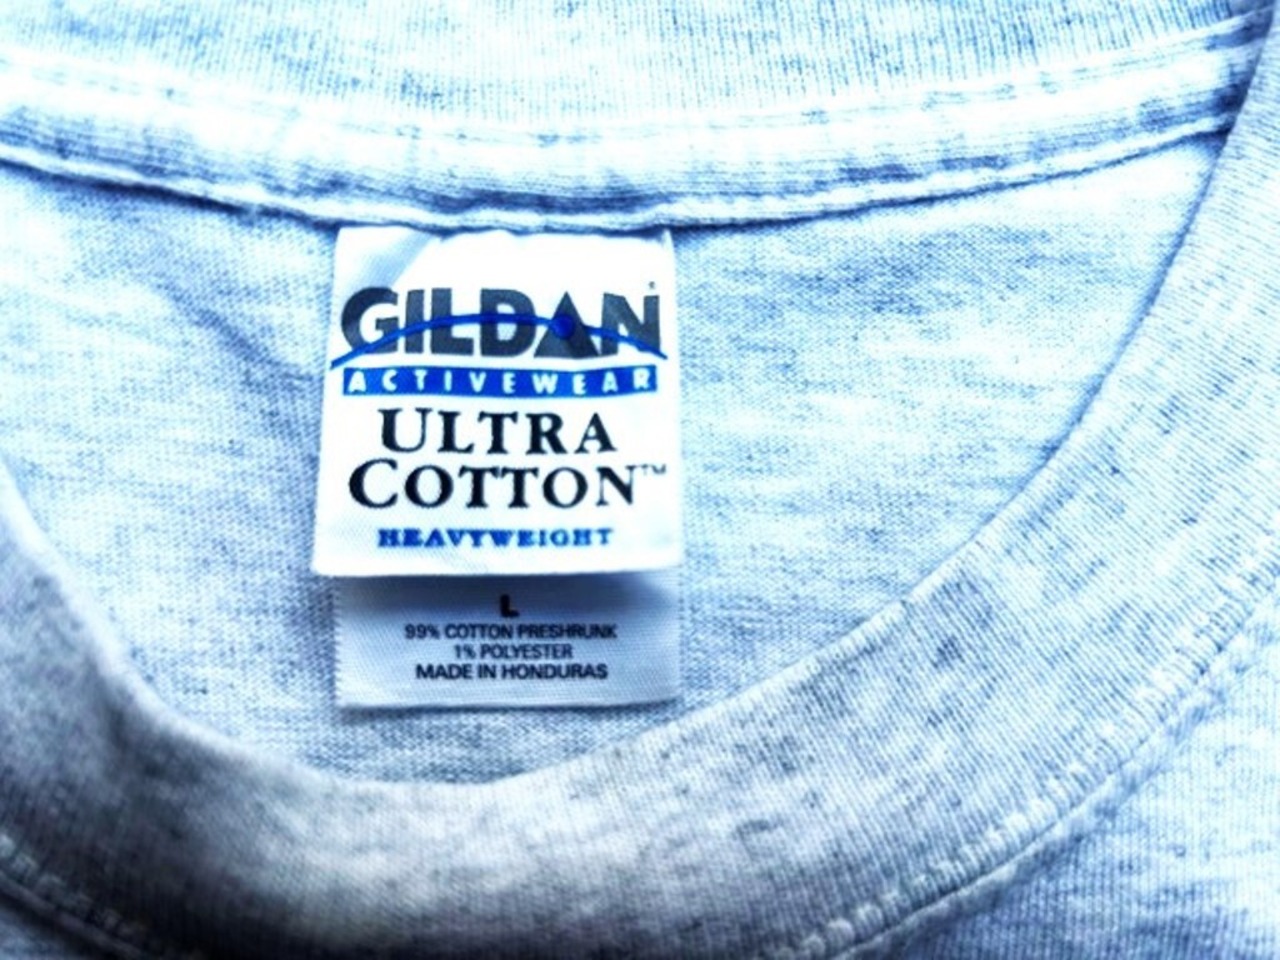 GILDAN®
ACTIVEWEAR
ULTRA
COTTON™
HEAVYWEIGHT
L
99% COTTON PRESHRUNK
1% POLYESTER
MADE IN HONDURAS